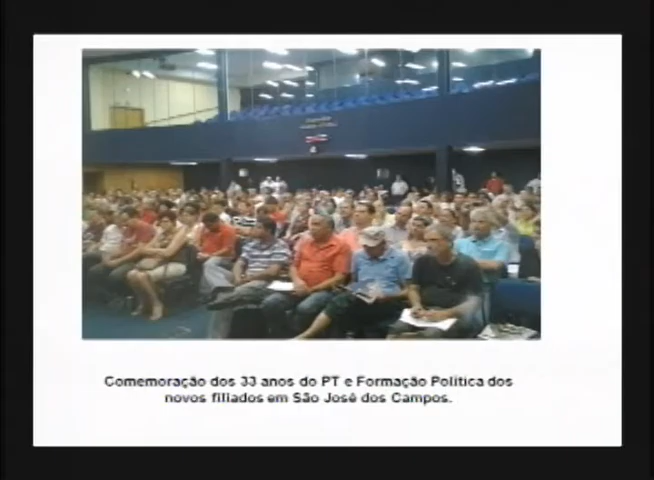 Comemoração dos 33 anos do PT e Formação Política dos
novos filiados em São José dos Campos.